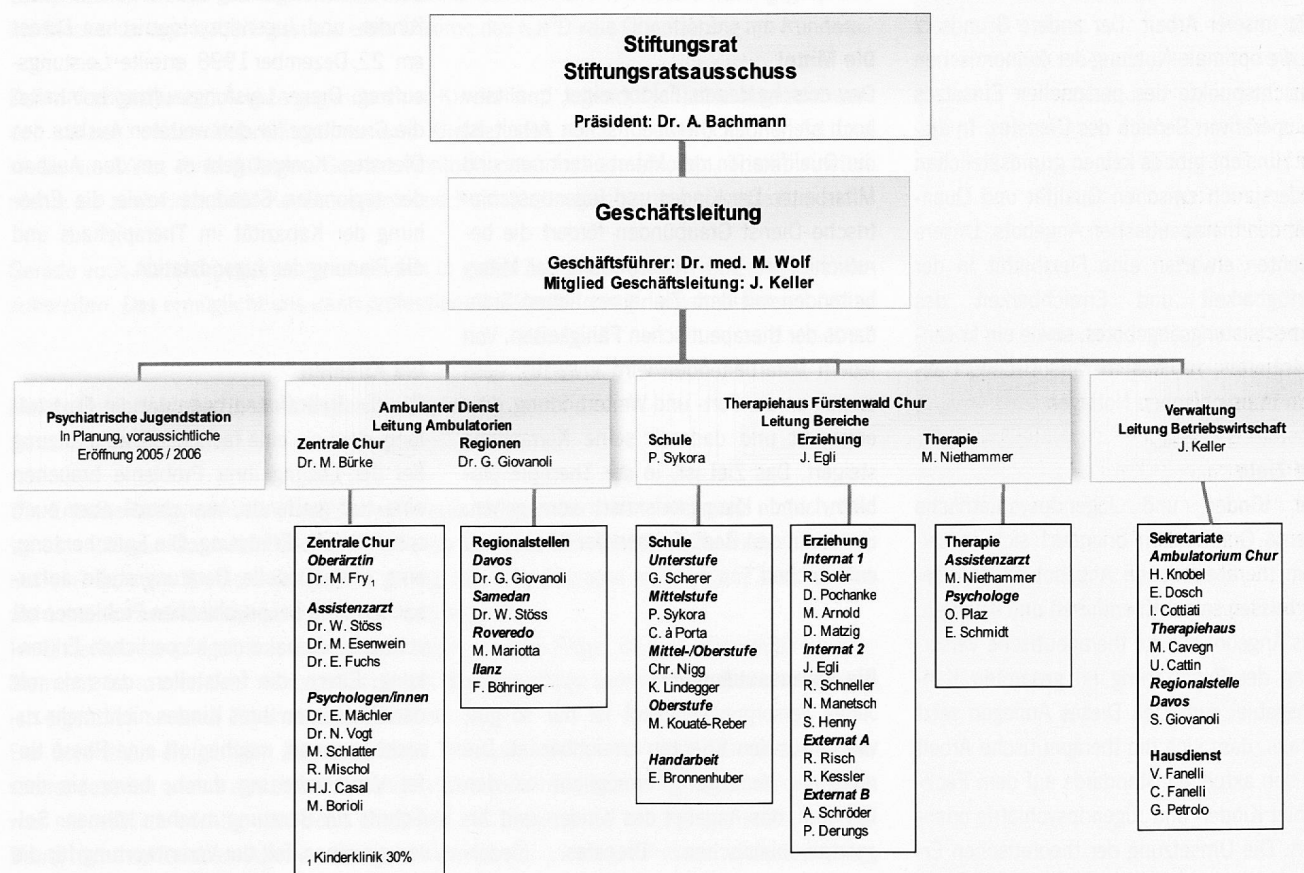 Stiftungsrat
Stiftungsratsausschuss
Präsident: Dr. A. Bachmann
Geschäftsleitung
Geschäftsführer: Dr. med. M. Wolf
Mitglied Geschäftsleitung: J. Keller
Psychiatrische Jugendstation
In Planung, voraussichtliche
Eröffnung 2005 / 2006
Ambulanter Dienst
Leitung Ambulatorien
Zentrale Chur
Dr. M. Bürke
Regionen
Dr. G. Giovanoli
Therapiehaus Fürstenwald Chur
Leitung Bereiche
Schule
P. Sykora
Erziehung
J. Egli
Therapie
M. Niethammer
Verwaltung
Leitung Betriebswirtschaft
J. Keller
Zentrale Chur
Oberärztin
Dr. M. Fry 1
Assistenzarzt
Dr. W. Stöss
Dr. M. Esenwein
Dr. E. Fuchs
Psychologen/innen
Dr. E. Mächler
Dr. N. Vogt
M. Schlatter
R. Mischol
H.J. Casal
M. Borioli
1 Kinderklinik 30%
Regionalstellen
Davos
Dr. G. Giovanoli
Samedan
Dr. W. Stöss
Roveredo
M. Mariotta
Ilanz
F. Böhringer
Schule
Unterstufe
G. Scherer
Mittelstufe
P. Sykora
C. à Porta
Mittel-/Oberstufe
Chr. Nigg
K. Lindegger
Oberstufe
M. Kouaté-Reber
Handarbeit
E. Bronnenhuber
Erziehung
Internat 1
R. Solèr
D. Pochanke
M. Arnold
D. Matzig
Internat 2
J. Egli
R. Schneller
N. Manetsch
S. Henny
Externat A
R. Risch
R. Kessler
Externat B
A. Schröder
P. Derungs
Therapie
Assistenzarzt
M. Niethammer
Psychologe
O. Plaz
E. Schmidt
Sekretariate
Ambulatorium Chur
H. Knobel
E. Dosch
I. Cottiati
Therapiehaus
M. Cavegn
U. Cattin
Regionalstelle
Davos
S. Giovanoli
Hausdienst
V. Fanelli
C. Fanelli
G. Petrolo